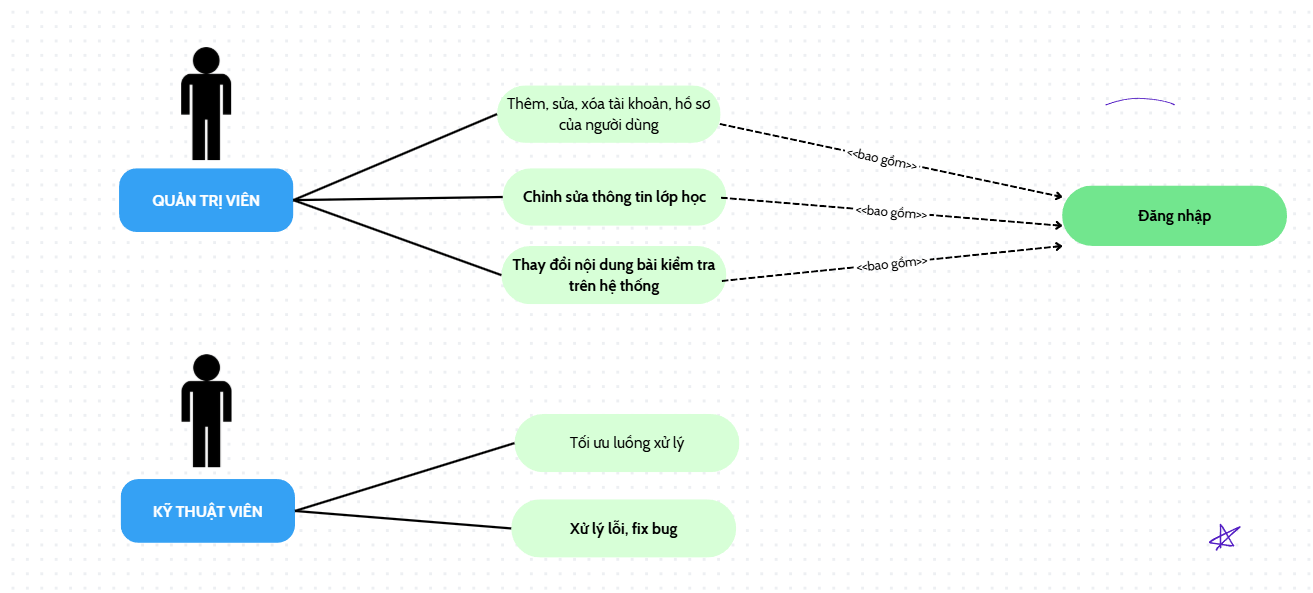 Thêm, sửa, xóa tài khoản, hồ sơ
của người dùng
<<bao gồm>>
QUẢN TRỊ VIÊN
Chỉnh sửa thông tin lớp học
<<bao gồm>>
Đăng nhập
Thay đổi nội dung bài kiểm tra
trên hệ thống
<<bao gồm>>
Tối ưu luồng xử lý
KỸ THUẬT VIÊN
Xử lý lỗi, fix bug